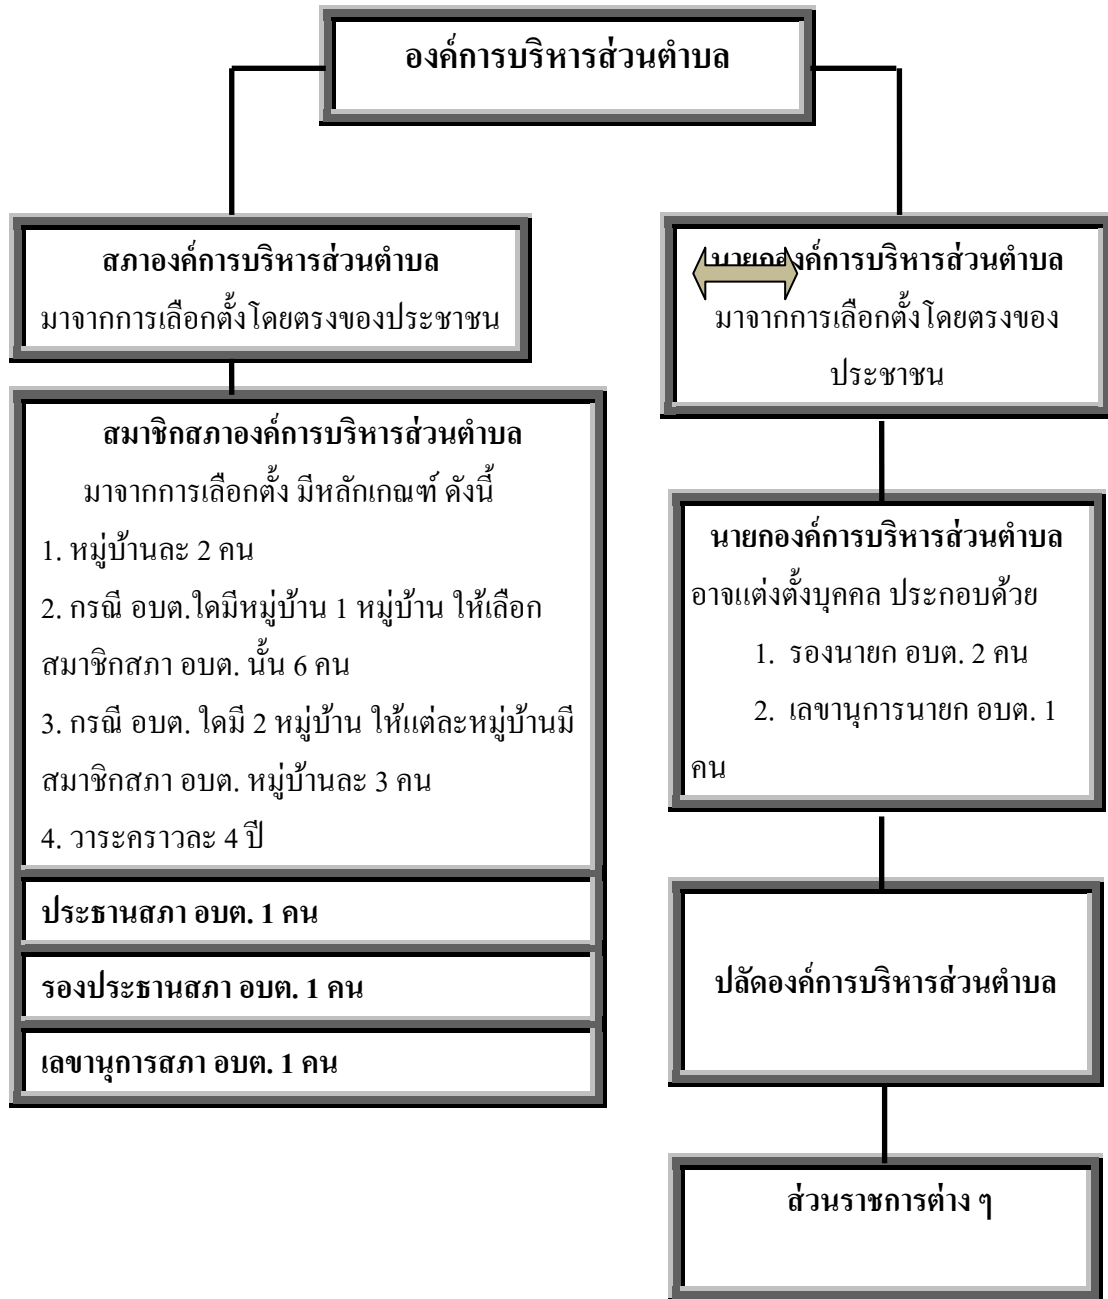 องค์การบริหารส่วนตำบล
สภาองค์การบริหารส่วนตำบล
มาจากการเลือกตั้งโดยตรงของประชาชน
นายกองค์การบริหารส่วนตำบล
มาจากการเลือกตั้งโดยตรงของ
ประชาชน
สมาชิกสภาองค์การบริหารส่วนตำบล
มาจากการเลือกตั้ง มีหลักเกณฑ์ ดังนี้
1. หมู่บ้านละ 2 คน
2. กรณี อบต.ใดมีหมู่บ้าน 1 หมู่บ้าน ให้เลือก
สมาชิกสภา อบต. นั้น 6 คน
3. กรณี อบต. ใดมี 2 หมู่บ้าน ให้แต่ละหมู่บ้านมี
สมาชิกสภา อบต. หมู่บ้านละ 3 คน
4. วาระคราวละ 4 ปี
ประธานสภา อบต. 1 คน
รองประธานสภา อบต. 1 คน
เลขานุการสภา อบต. 1 คน
นายกองค์การบริหารส่วนตำบล
อาจแต่งตั้งบุคคล ประกอบด้วย
1. รองนายก อบต. 2 คน
2. เลขานุการนายก อบต. 1
คน
ปลัดองค์การบริหารส่วนตำบล
ส่วนราชการต่าง ๆ